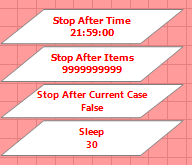 Stop After Time
21:59:00
Stop After Items
9999999999
Stop After Current Case
False
Sleep
30